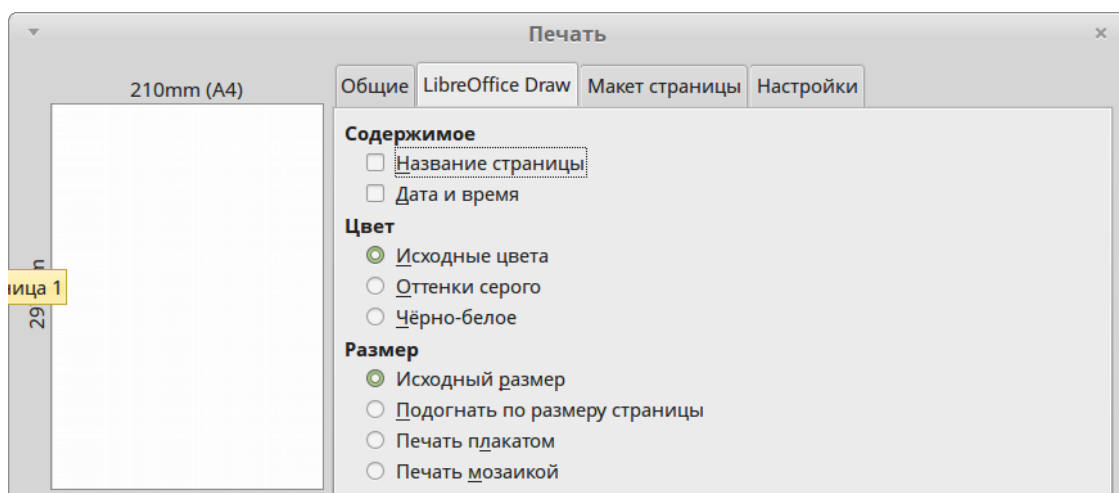 Печать
210mm (A4)
Общие LibreOffice Draw Макет страницы Настройки
Содержимое
Название страницы
Дата и время
Цвет
Исходные цвета
Оттенки серого
Чёрно-белое
Размер
Исходный размер
Подогнать по размеру страницы
Печать плакатом
Печать мозаикой
1